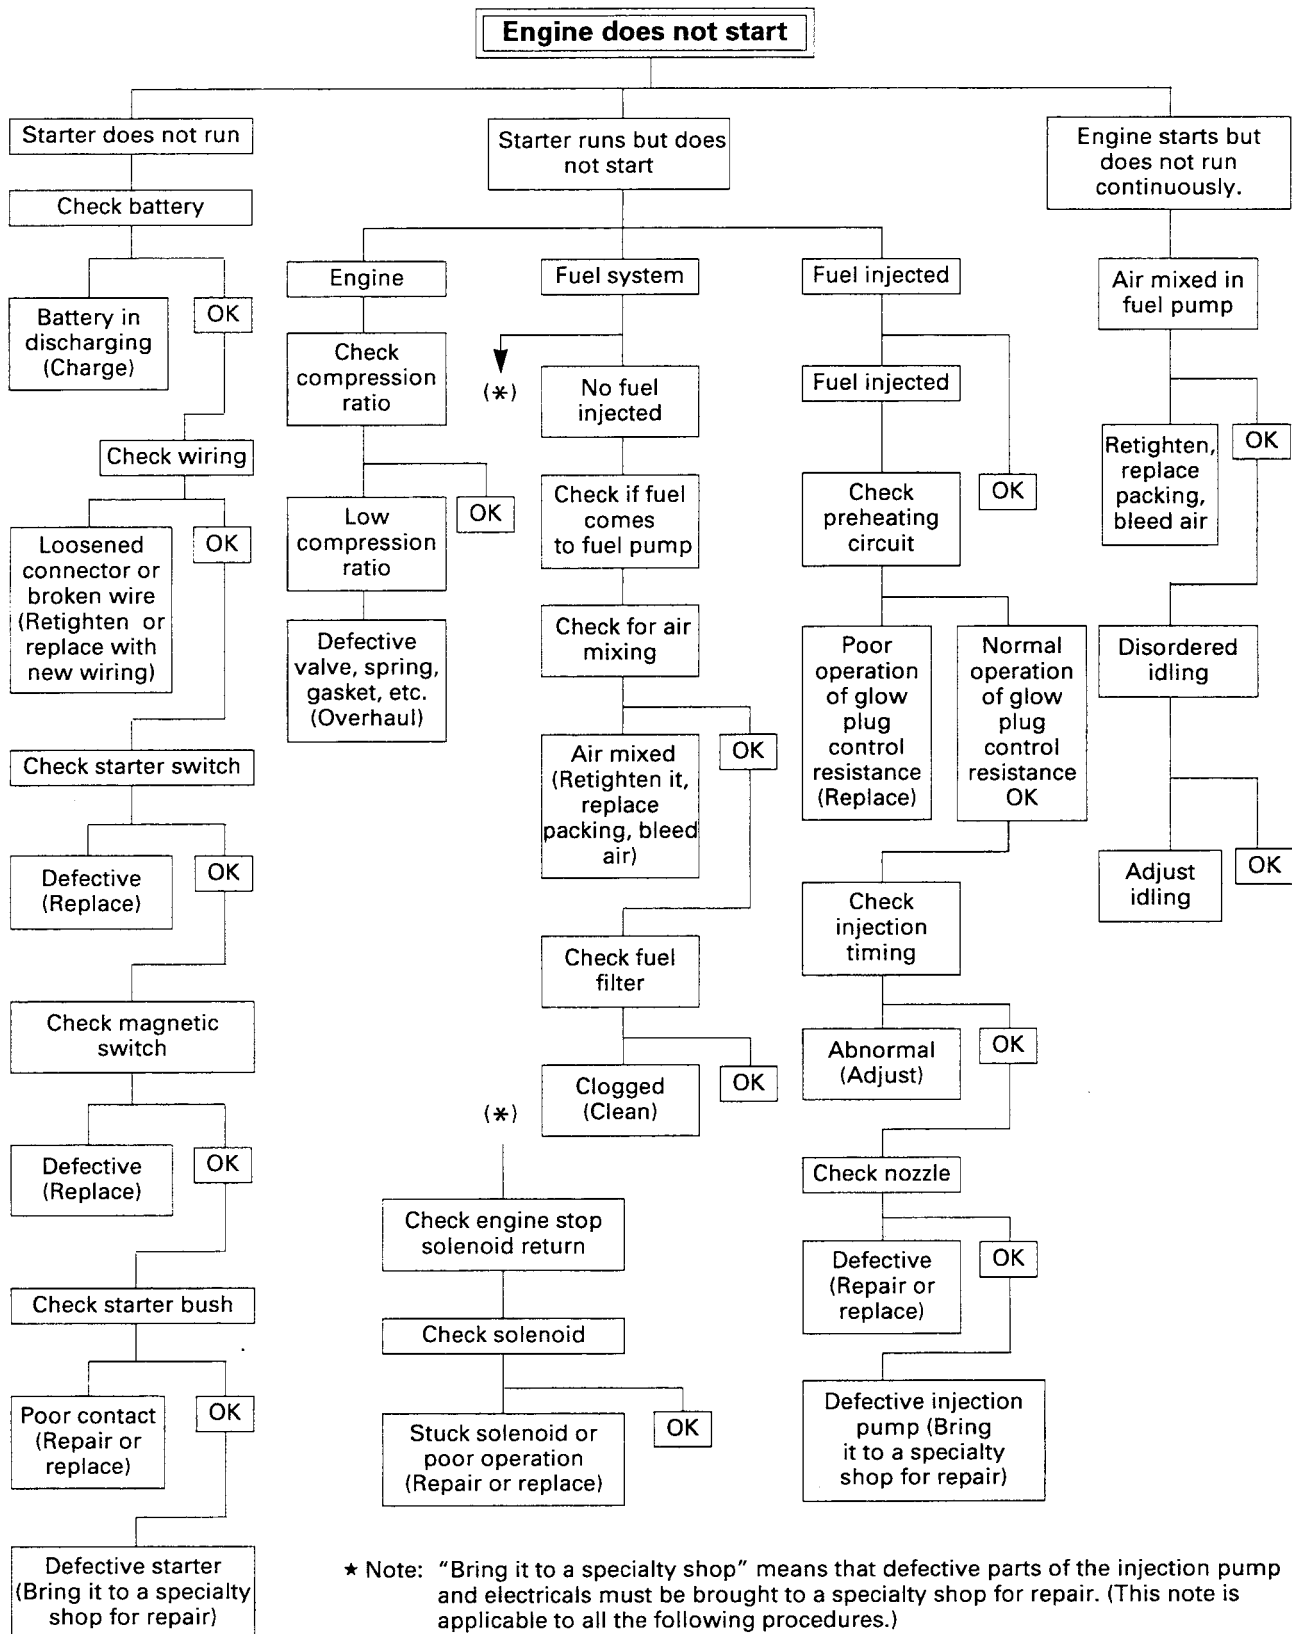 Engine does not start
Starter does not run
Check battery
Battery in
discharging
(Charge)
OK
Check wiring
Loosened
connector or
broken wire
(Retighten or
replace with
new wiring)
OK
Check starter switch
Defective
(Replace)
OK
Check magnetic
switch
Defective
(Replace)
OK
Check starter bush
Poor contact
(Repair or
replace)
OK
Defective starter
(Bring it to a specialty
shop for repair)
Starter runs but does
not start
Engine
Check
compression
ratio
Low
compression
ratio
OK
Defective
valve, spring,
gasket, etc.
(Overhaul)
Fuel system
(*)
No fuel
injected
Check if fuel
comes
to fuel pump
Check for air
mixing
Air mixed
(Retighten it,
replace
packing, bleed
air)
OK
Check fuel
filter
Clogged
(Clean)
OK
(*)
Check engine stop
solenoid return
Check solenoid
Stuck solenoid or
poor operation
(Repair or replace)
OK
Fuel injected
Fuel injected
OK
Check
preheating
circuit
Poor
operation
of glow
plug
control
resistance
(Replace)
Normal
operation
of glow
plug
control
resistance
OK
Check
injection
timing
Abnormal
(Adjust)
OK
Check nozzle
Defective
(Repair or
replace)
OK
Defective injection
pump (Bring
it to a specialty
shop for repair)
Engine starts but
does not run
continuously.
Air mixed in
fuel pump
Retighten,
replace
packing,
bleed air
OK
Disordered
idling
Adjust
idling
OK
★ Note: "Bring it to a specialty shop" means that defective parts of the injection pump
and electricals must be brought to a specialty shop for repair. (This note is
applicable to all the following procedures.)